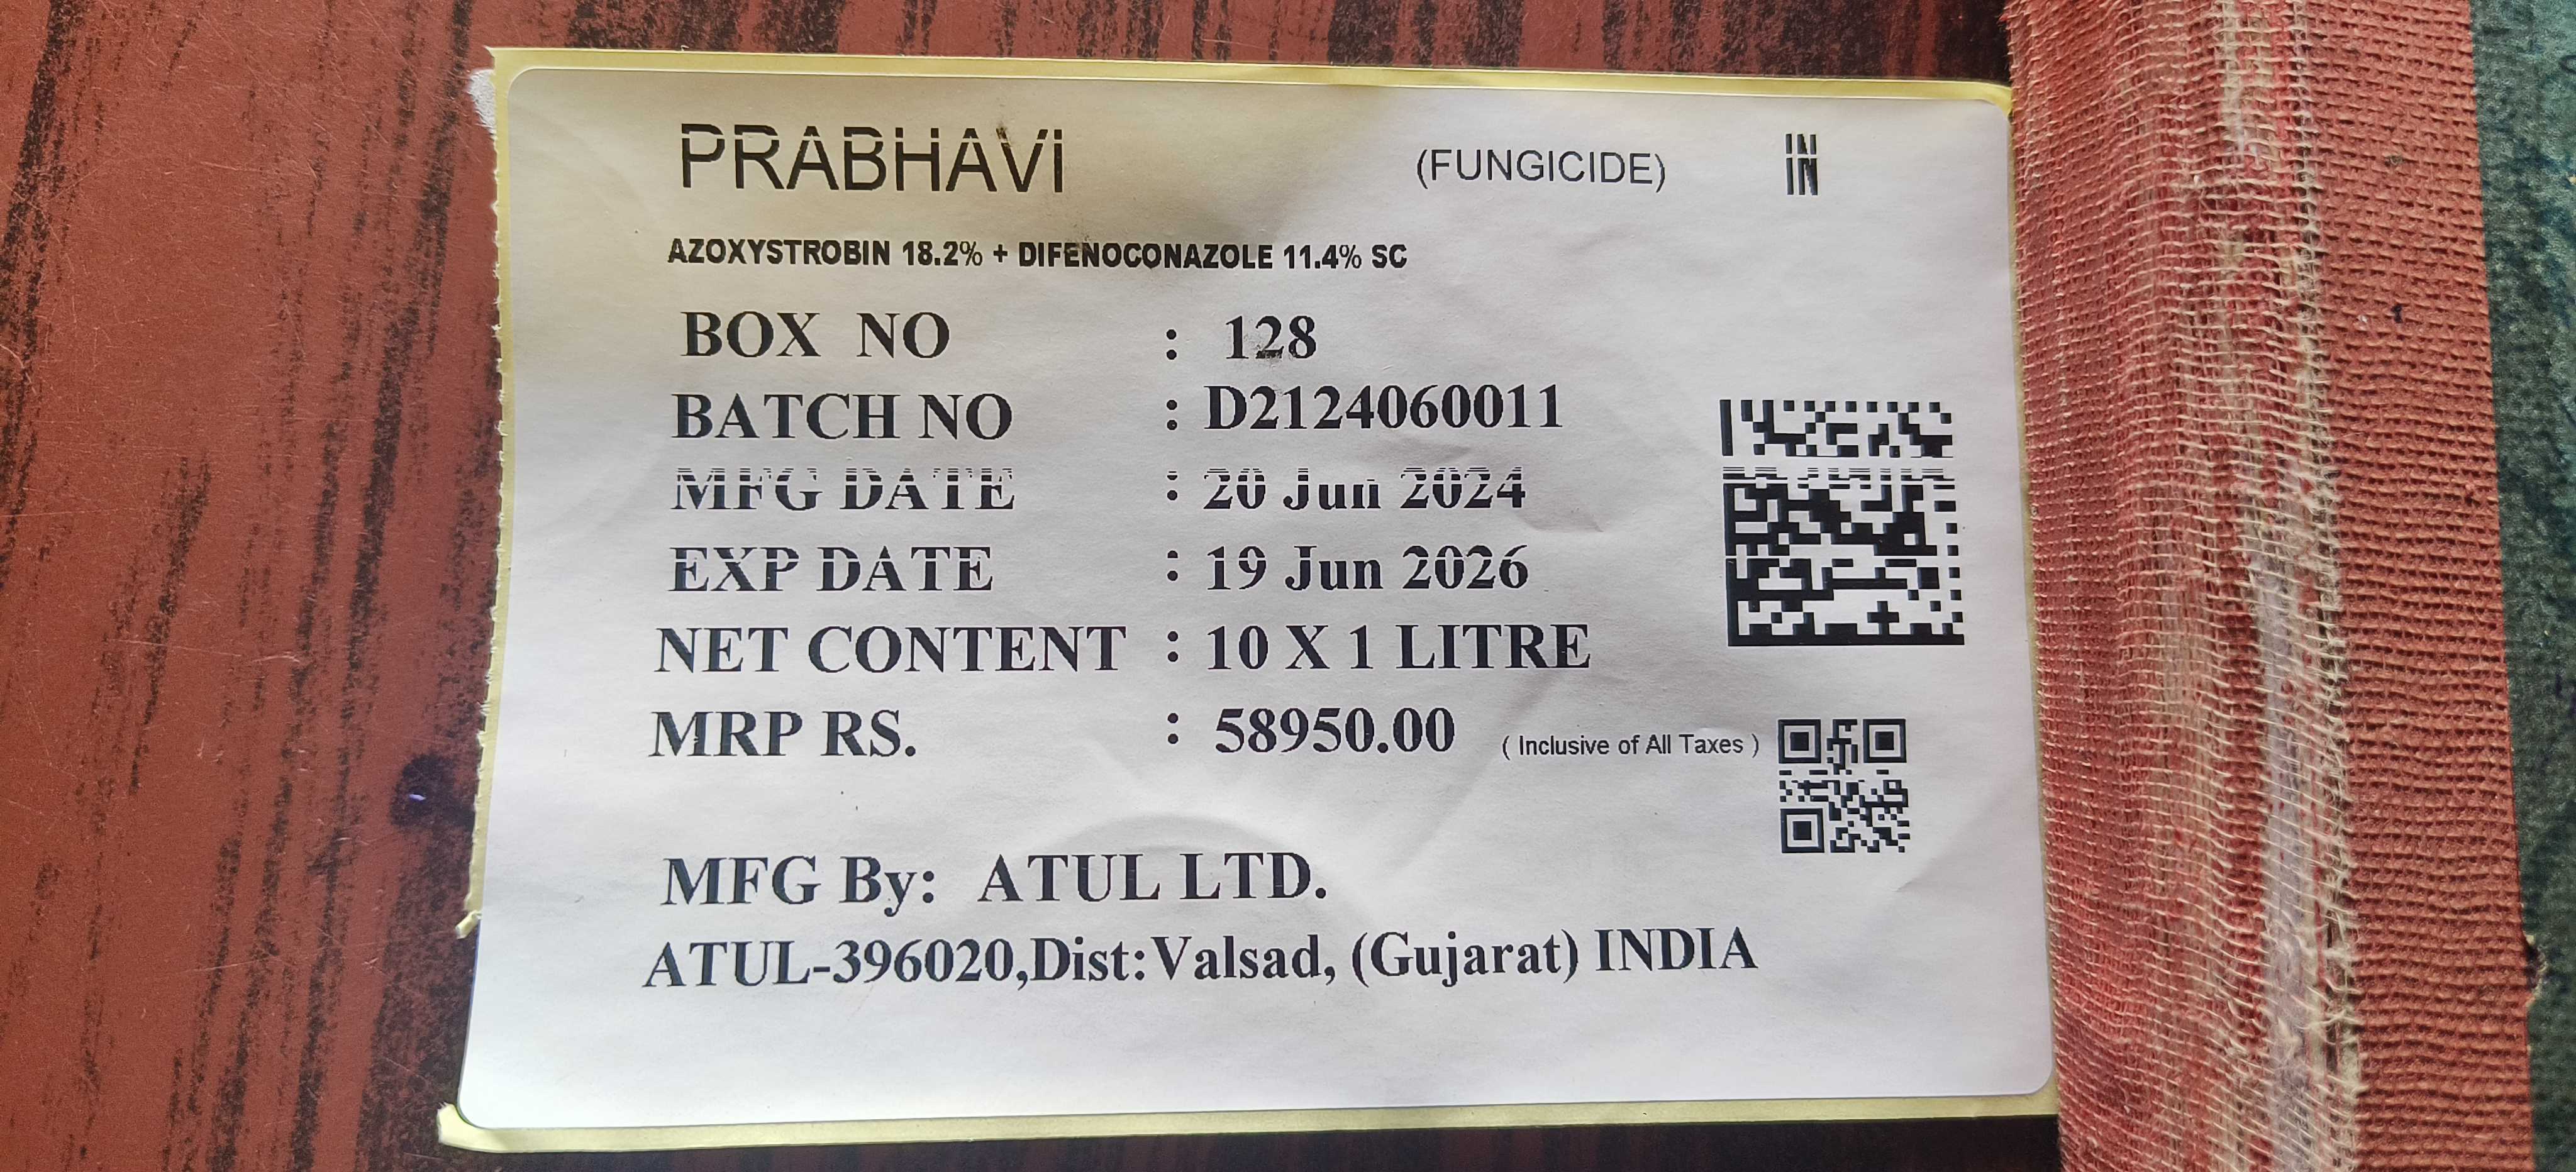 PRABHAVi (FUNGICIDE) IN
AZOXYSTROBIN 18.2% + DIFENOCONAZOLE 11.4% SC
BOX NO : 128
BATCH NO : D2124060011
MFG DATE : 20 Jun 2024
EXP DATE : 19 Jun 2026
NET CONTENT : 10 X 1 LITRE
MRP RS. : 58950.00 ( Inclusive of All Taxes )
MFG By: ATUL LTD.
ATUL-396020,Dist:Valsad, (Gujarat) INDIA